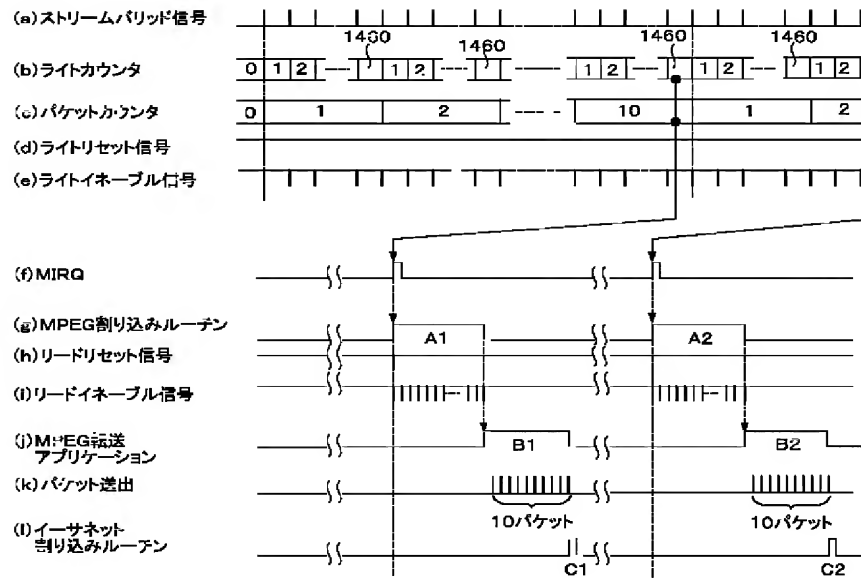 (a)ストリームバリッド信号
1460 1460 1460 1460
(b)ライトカウンタ 0 1 2 1 2 1 2 1 2 1 2
(c)パケットカウンタ 0 1 2 10 1 2
(d)ライトリセット信号
(e)ライトイネーブル信号
(f)MIRQ
(g)MPEG割り込みルーチン A1 A2
(h)リードリセット信号
(i)リードイネーブル信号
(j)MPEG転送
アプリケーション B1 B2
(k)パケット送出
10パケット 10パケット
(l)イーサネット
割り込みルーチン
C1 C2